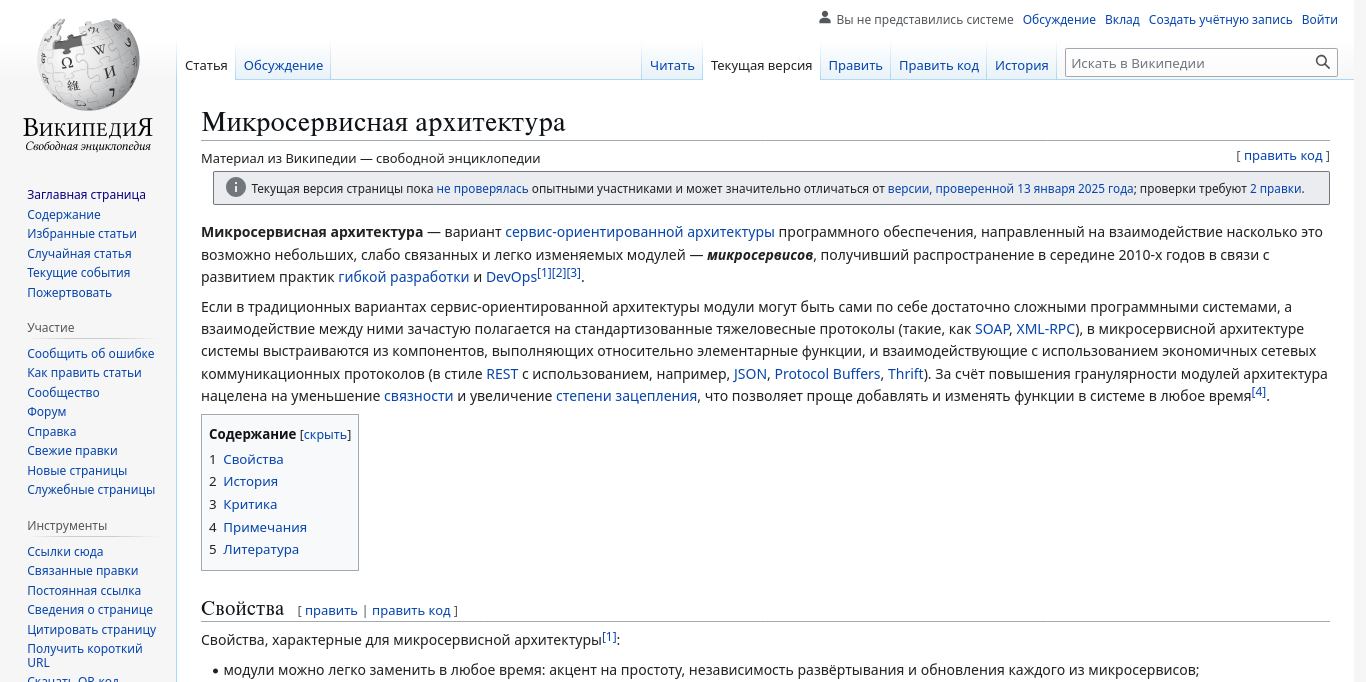 Вы не представились системе Обсуждение Вклад Создать учётную запись Войти
Статья Обсуждение Читать Текущая версия Править Править код История Искать в Википедии
ВикипедиЯ
Свободная энциклопедия
Заглавная страница
Содержание
Избранные статьи
Случайная статья
Текущие события
Пожертвовать
Участие
Сообщить об ошибке
Как править статьи
Сообщество
Форум
Справка
Свежие правки
Новые страницы
Служебные страницы
Инструменты
Ссылки сюда
Связанные правки
Постоянная ссылка
Сведения о странице
Цитировать страницу
Получить короткий
URL
Скачать QR-код
Микросервисная архитектура
Материал из Википедии — свободной энциклопедии
[ править код ]
Текущая версия страницы пока не проверялась опытными участниками и может значительно отличаться от версии, проверенной 13 января 2025 года; проверки требуют 2 правки.
Микросервисная архитектура — вариант сервис-ориентированной архитектуры программного обеспечения, направленный на взаимодействие насколько это
возможно небольших, слабо связанных и легко изменяемых модулей — микросервисов, получивший распространение в середине 2010-х годов в связи с
развитием практик гибкой разработки и DevOps[1][2][3].
Если в традиционных вариантах сервис-ориентированной архитектуры модули могут быть сами по себе достаточно сложными программными системами, а
взаимодействие между ними зачастую полагается на стандартизованные тяжеловесные протоколы (такие, как SOAP, XML-RPC), в микросервисной архитектуре
системы выстраиваются из компонентов, выполняющих относительно элементарные функции, и взаимодействующие с использованием экономичных сетевых
коммуникационных протоколов (в стиле REST с использованием, например, JSON, Protocol Buffers, Thrift). За счёт повышения гранулярности модулей архитектура
нацелена на уменьшение связности и увеличение степени зацепления, что позволяет проще добавлять и изменять функции в системе в любое время[4].
Содержание [скрыть]
1 Свойства
2 История
3 Критика
4 Примечания
5 Литература
Свойства [ править | править код ]
Свойства, характерные для микросервисной архитектуры[1]:
• модули можно легко заменить в любое время: акцент на простоту, независимость развёртывания и обновления каждого из микросервисов;